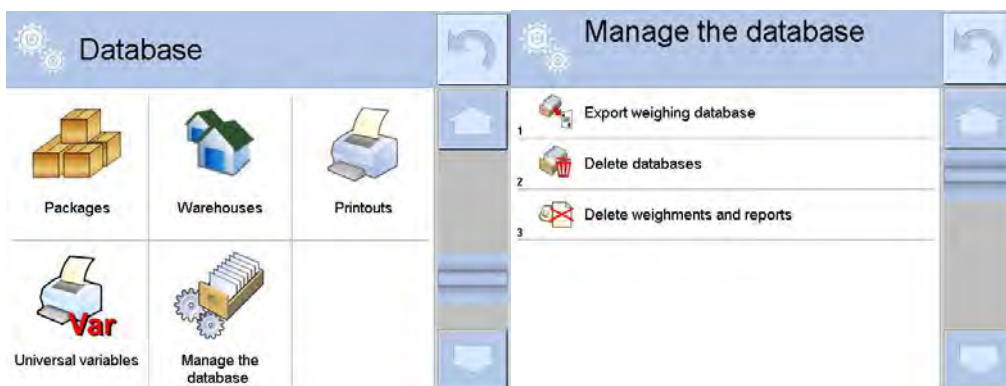 Database
Packages
Warehouses
Printouts
Var
Universal variables
Manage the
database
Manage the database
1 Export weighing database
2 Delete databases
3 Delete weighments and reports